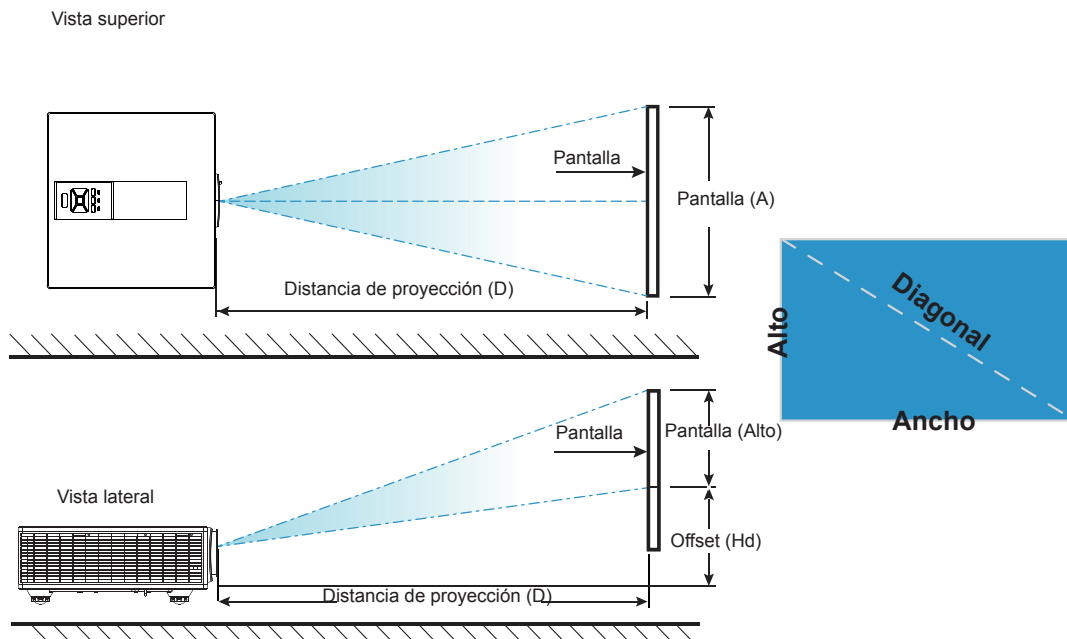 Vista superior
Pantalla
Pantalla (A)
Distancia de proyección (D)
Alto
Diagonal
Ancho
Pantalla
Pantalla (Alto)
Vista lateral
Offset (Hd)
Distancia de proyección (D)